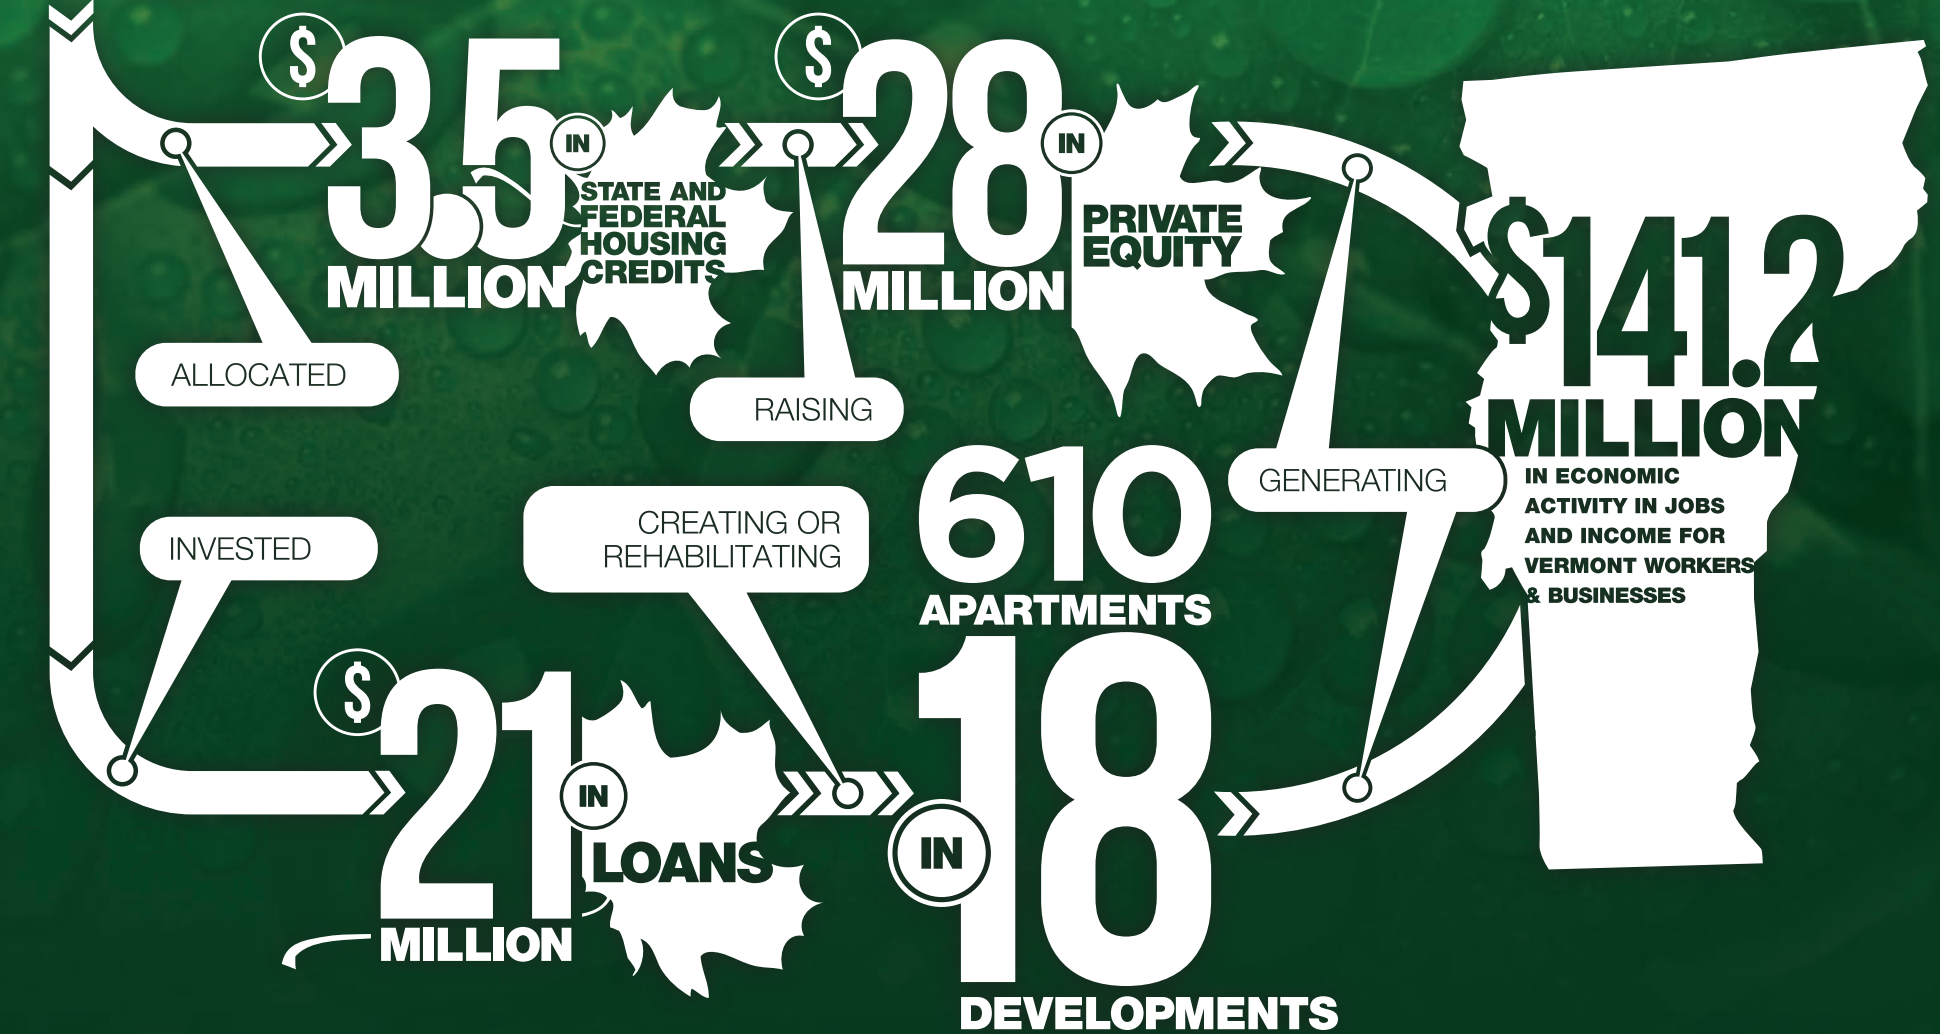 $3.5
MILLION
IN
STATE AND
FEDERAL
HOUSING
CREDITS
$28
MILLION
IN
PRIVATE
EQUITY
ALLOCATED
RAISING
GENERATING
$141.2
MILLION
IN ECONOMIC
ACTIVITY IN JOBS
AND INCOME FOR
VERMONT WORKERS
& BUSINESSES
INVESTED
CREATING OR
REHABILITATING
$21
MILLION
IN
LOANS
610
APARTMENTS
IN
18
DEVELOPMENTS